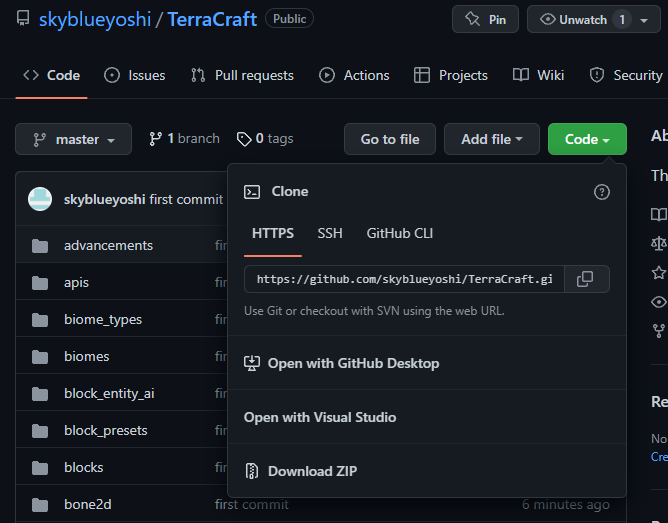 skyblueyoshi / TerraCraft Public
Pin
Unwatch 1
Code
Issues
Pull requests
Actions
Projects
Wiki
Security
master
1 branch
0 tags
Go to file
Add file
Code
Ab
skyblueyoshi first commit
Clone
Th
HTTPS
SSH
GitHub CLI
advancements fir
https://github.com/skyblueyoshi/TerraCraft.gi
apis fir
Use Git or checkout with SVN using the web URL.
biome_types fir
biomes fir
Open with GitHub Desktop
block_entity_ai fir
Re
block_presets fir
Open with Visual Studio
No
Cre
blocks fir
Download ZIP
bone2d first commit 6 minutes ago